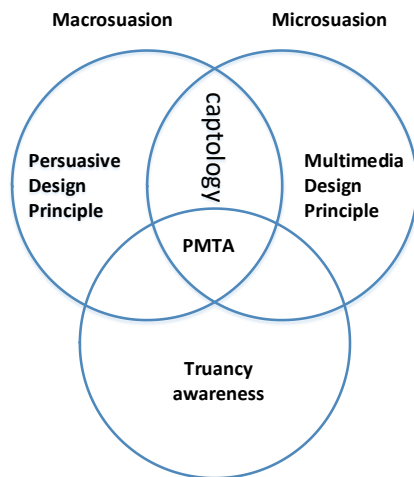 Macrosuasion
Microsuasion
captology
Persuasive
Design
Principle
Multimedia
Design
Principle
PMTA
Truancy
awareness